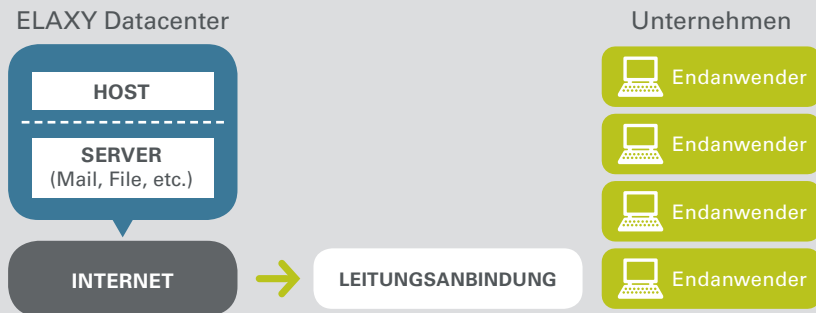 ELAXY Datacenter
HOST
SERVER
(Mail, File, etc.)
INTERNET
LEITUNGSANBINDUNG
Unternehmen
Endanwender
Endanwender
Endanwender
Endanwender